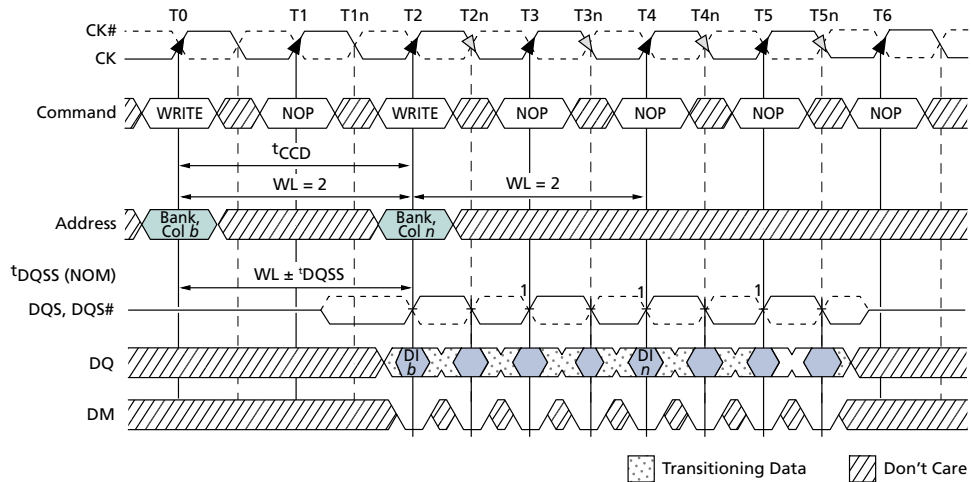 T0 T1 T1n T2 T2n T3 T3n T4 T4n T5 T5n T6
CK#
CK
Command WRITE NOP WRITE NOP NOP NOP NOP
tCCD
WL = 2 WL = 2
Address Bank, Col b Bank, Col n
tDQSS (NOM) WL ± tDQSS
DQS, DQS# 1 1 1
DQ DI b DI n
DM
Transitioning Data Don't Care